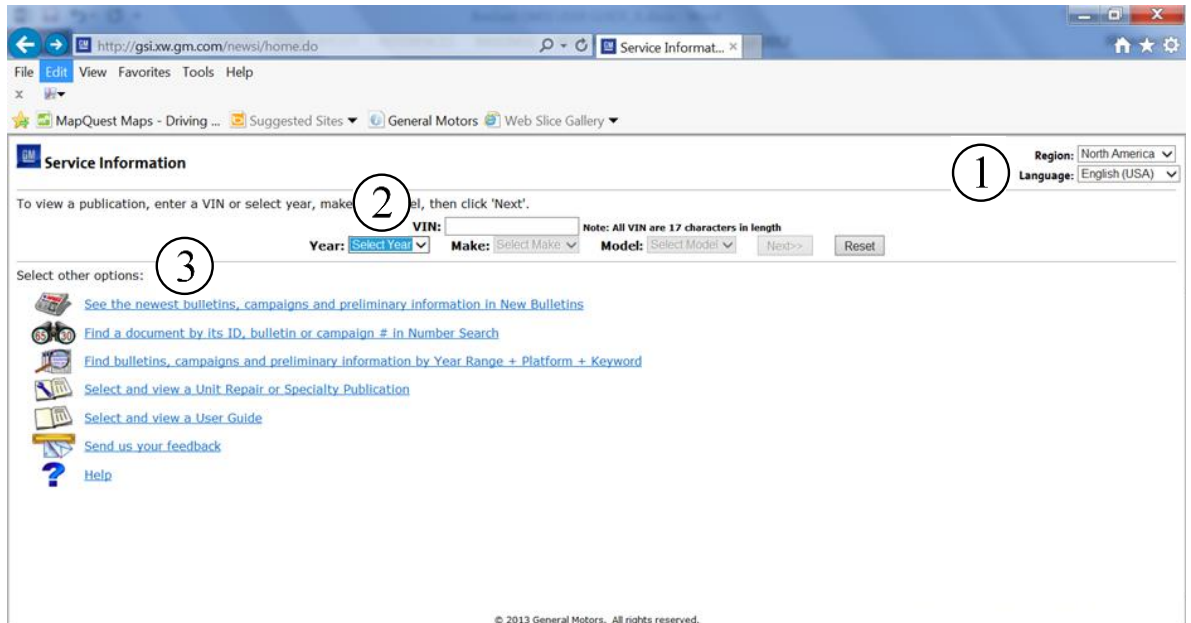 http://gsi.xw.gm.com/newsi/home.do
Service Informat...
File Edit View Favorites Tools Help
x
MapQuest Maps - Driving ... Suggested Sites General Motors Web Slice Gallery
GM Service Information
Region: North America
1
Language: English (USA)
To view a publication, enter a VIN or select year, make el, then click 'Next'.
2
VIN: Note: All VIN are 17 characters in length
Year: Select Year Make: Select Make Model: Select Model Next>> Reset
Select other options:
3
See the newest bulletins, campaigns and preliminary information in New Bulletins
65 30 Find a document by its ID, bulletin or campaign # in Number Search
Find bulletins, campaigns and preliminary information by Year Range + Platform + Keyword
Select and view a Unit Repair or Specialty Publication
Select and view a User Guide
Send us your feedback
? Help
© 2013 General Motors. All rights reserved.